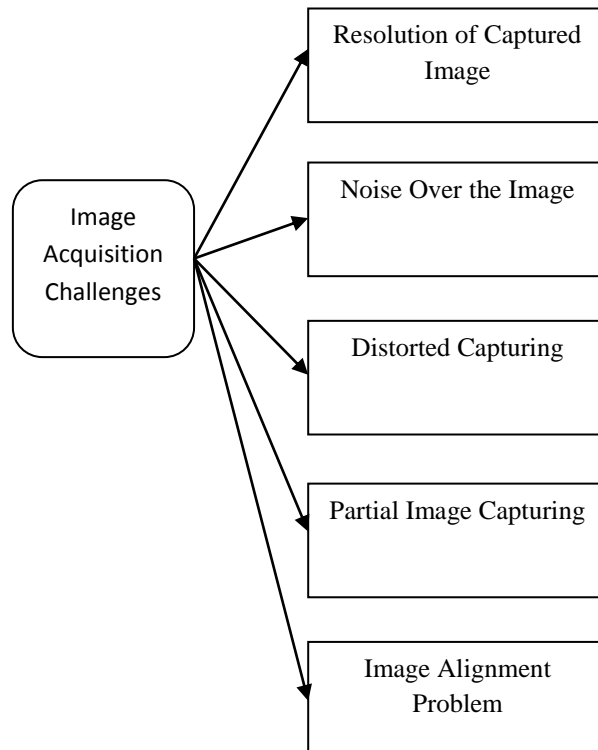 Image
Acquisition
Challenges
Resolution of Captured
Image
Noise Over the Image
Distorted Capturing
Partial Image Capturing
Image Alignment
Problem